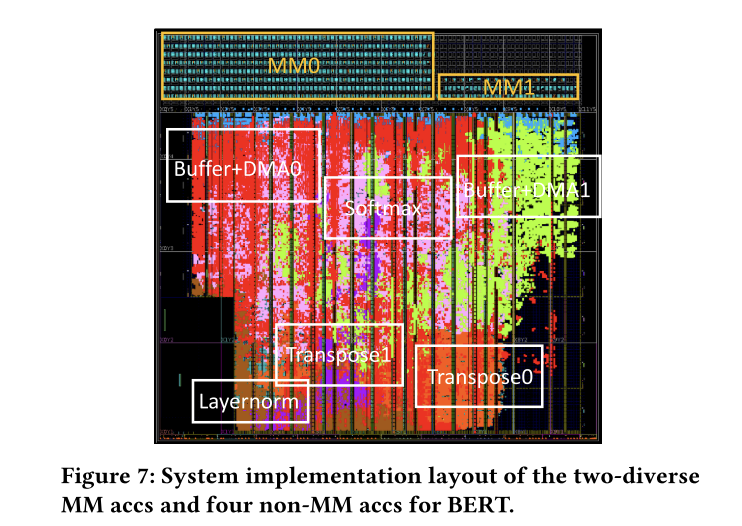 MM0
MM1
Buffer+DMA0
Buffer+DMA1
Softmax
Transpose1
Transpose0
Layernorm
Figure 7: System implementation layout of the two-diverse
MM accs and four non-MM accs for BERT.